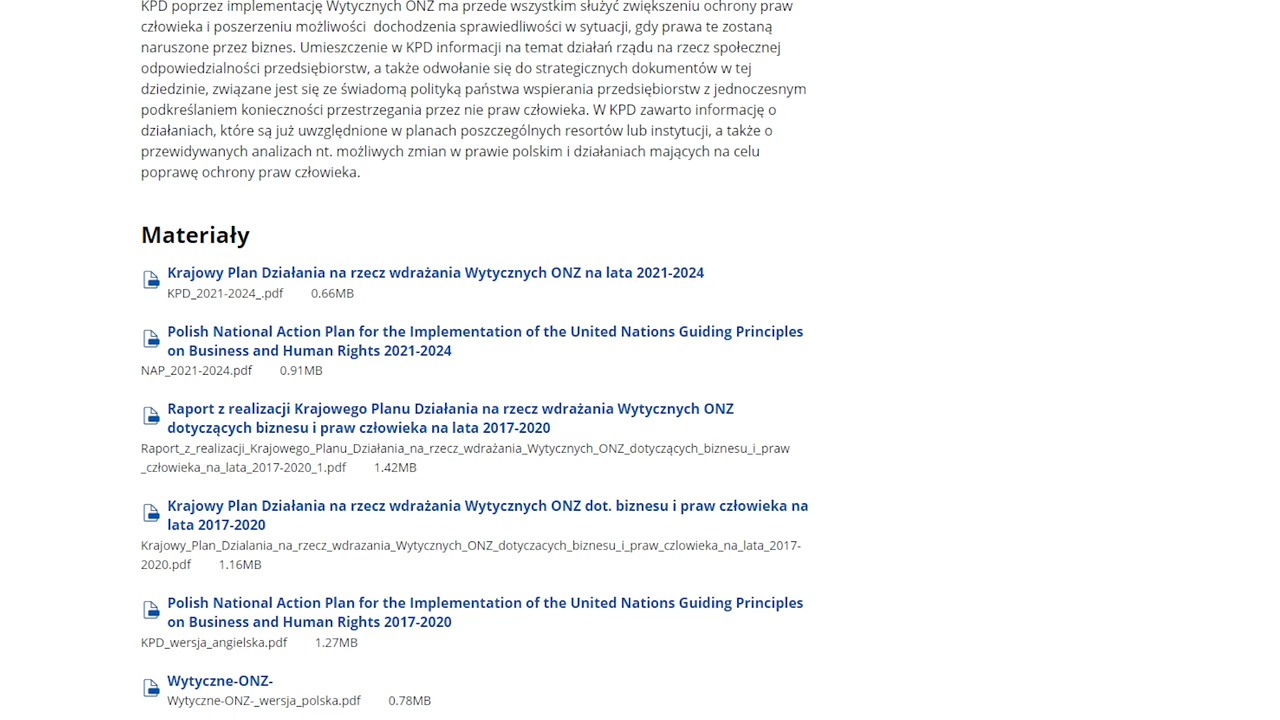 KPD poprzez implementację Wytycznych ONZ ma przede wszystkim służyć zwiększeniu ochrony praw
człowieka i poszerzeniu możliwości  dochodzenia sprawiedliwości w sytuacji, gdy prawa te zostaną
naruszone przez biznes. Umieszczenie w KPD informacji na temat działań rządu na rzecz społecznej
odpowiedzialności przedsiębiorstw, a także odwołanie się do strategicznych dokumentów w tej
dziedzinie, związane jest się ze świadomą polityką państwa wspierania przedsiębiorstw z jednoczesnym
podkreślaniem konieczności przestrzegania przez nie praw człowieka. W KPD zawarto informację o
działaniach, które są już uwzględnione w planach poszczególnych resortów lub instytucji, a także o
przewidywanych analizach nt. możliwych zmian w prawie polskim i działaniach mających na celu
poprawę ochrony praw człowieka.
Materiały
Krajowy Plan Działania na rzecz wdrażania Wytycznych ONZ na lata 2021-2024
KPD_2021-2024_.pdf 0.66MB
Polish National Action Plan for the Implementation of the United Nations Guiding Principles
on Business and Human Rights 2021-2024
NAP_2021-2024.pdf 0.91MB
Raport z realizacji Krajowego Planu Działania na rzecz wdrażania Wytycznych ONZ
dotyczących biznesu i praw człowieka na lata 2017-2020
Raport_z_realizacji_Krajowego_Planu_Działania_na_rzecz_wdrażania_Wytycznych_ONZ_dotyczących_biznesu_i_praw
_człowieka_na_lata_2017-2020_1.pdf 1.42MB
Krajowy Plan Działania na rzecz wdrażania Wytycznych ONZ dot. biznesu i praw człowieka na
lata 2017-2020
Krajowy_Plan_Dzialania_na_rzecz_wdrazania_Wytycznych_ONZ_dotyczacych_biznesu_i_praw_czlowieka_na_lata_2017-
2020.pdf 1.16MB
Polish National Action Plan for the Implementation of the United Nations Guiding Principles
on Business and Human Rights 2017-2020
KPD_wersja_angielska.pdf 1.27MB
Wytyczne-ONZ-
Wytyczne-ONZ-_wersja_polska.pdf 0.78MB